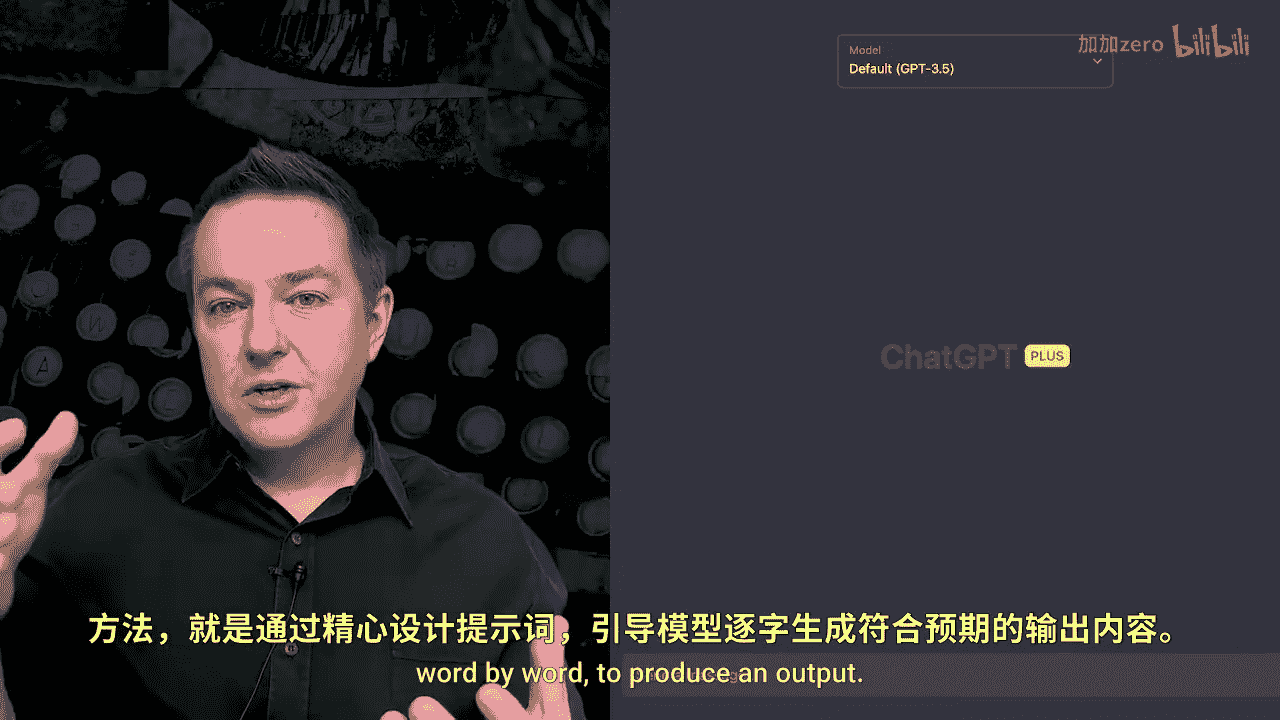 加加zero bilibili
Model
Default (GPT-3.5)
ChatGPT PLUS
方法，就是通过精心设计提示词，引导模型逐字生成符合预期的输出内容。
word by word, to produce an output.